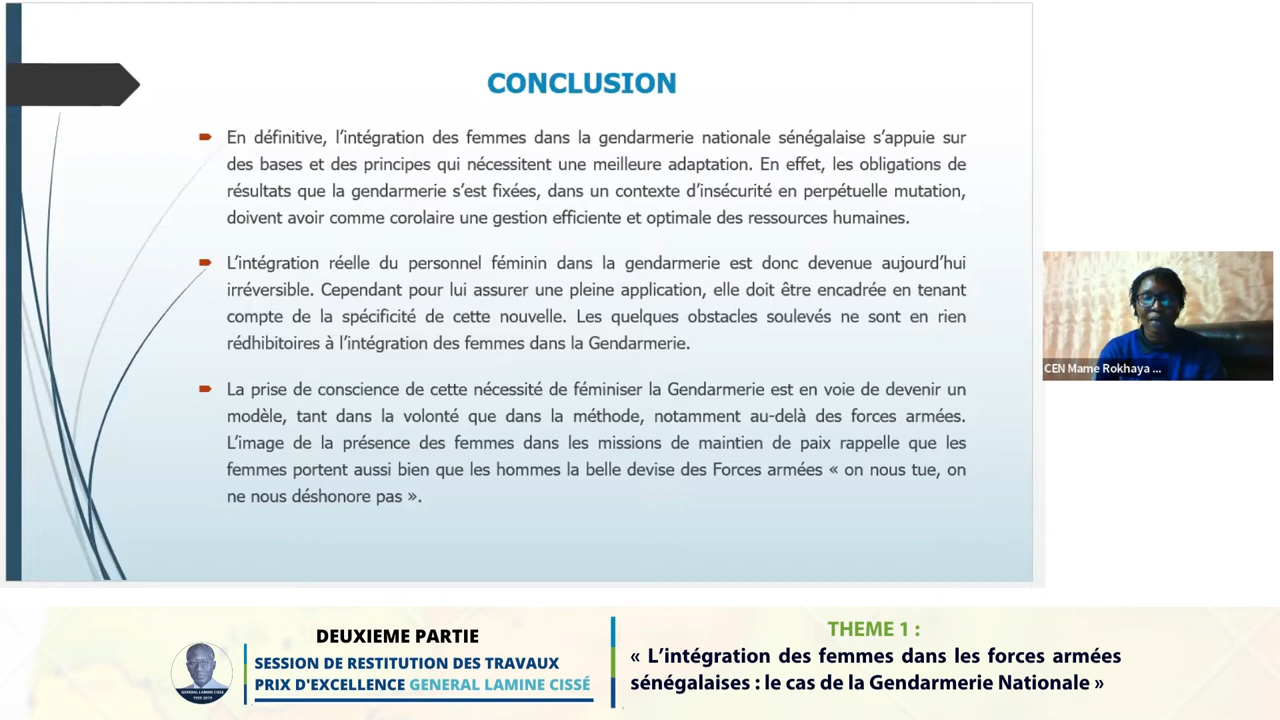 CONCLUSION
En définitive, l’intégration des femmes dans la gendarmerie nationale sénégalaise s’appuie sur
des bases et des principes qui nécessitent une meilleure adaptation. En effet, les obligations de
résultats que la gendarmerie s’est fixées, dans un contexte d’insécurité en perpétuelle mutation,
doivent avoir comme corolaire une gestion efficiente et optimale des ressources humaines.
L’intégration réelle du personnel féminin dans la gendarmerie est donc devenue aujourd’hui
irréversible. Cependant pour lui assurer une pleine application, elle doit être encadrée en tenant
compte de la spécificité de cette nouvelle. Les quelques obstacles soulevés ne sont en rien
rédhibitoires à l’intégration des femmes dans la Gendarmerie.
La prise de conscience de cette nécessité de féminiser la Gendarmerie est en voie de devenir un
modèle, tant dans la volonté que dans la méthode, notamment au-delà des forces armées.
L’image de la présence des femmes dans les missions de maintien de paix rappelle que les
femmes portent aussi bien que les hommes la belle devise des Forces armées « on nous tue, on
ne nous déshonore pas ».
CEN Mame Rokhaya ...
DEUXIEME PARTIE
SESSION DE RESTITUTION DES TRAVAUX
PRIX D'EXCELLENCE GENERAL LAMINE CISSÉ
GENERAL LAMINE CISSE
THEME 1 :
« L’intégration des femmes dans les forces armées
sénégalaises : le cas de la Gendarmerie Nationale »